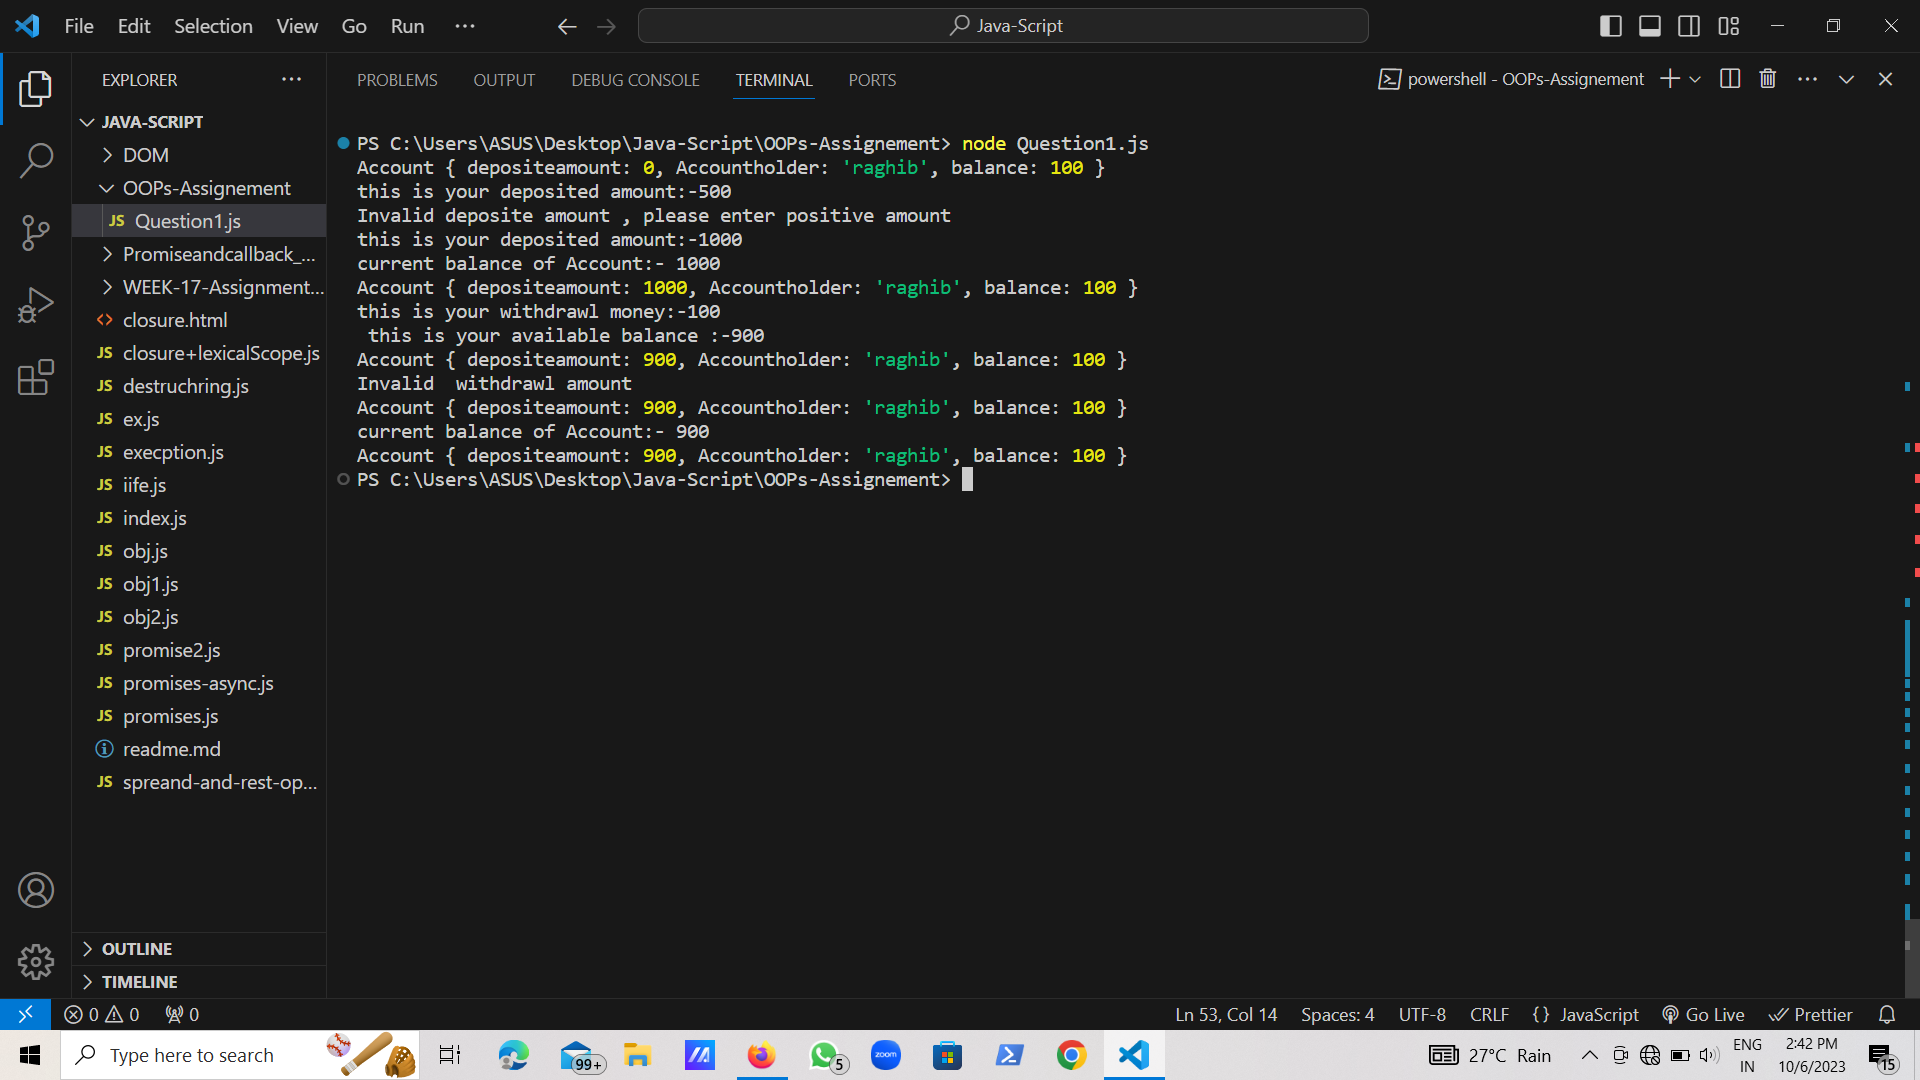 File Edit Selection View Go Run ···
Java-Script
EXPLORER ···
JAVA-SCRIPT
DOM
OOPs-Assignement
JS Question1.js
Promiseandcallback_...
WEEK-17-Assignment...
<> closure.html
JS closure+lexicalScope.js
JS destruchring.js
JS ex.js
JS execption.js
JS iife.js
JS index.js
JS obj.js
JS obj1.js
JS obj2.js
JS promise2.js
JS promises-async.js
JS promises.js
readme.md
JS spreand-and-rest-op...
OUTLINE
TIMELINE
PROBLEMS OUTPUT DEBUG CONSOLE TERMINAL PORTS
powershell - OOPs-Assignement
PS C:\Users\ASUS\Desktop\Java-Script\OOPs-Assignement> node Question1.js
Account { depositeamount: 0, Accountholder: 'raghib', balance: 100 }
this is your deposited amount:-500
Invalid deposite amount , please enter positive amount
this is your deposited amount:-1000
current balance of Account:- 1000
Account { depositeamount: 1000, Accountholder: 'raghib', balance: 100 }
this is your withdrawl money:-100
 this is your available balance :-900
Account { depositeamount: 900, Accountholder: 'raghib', balance: 100 }
Invalid  withdrawl amount
Account { depositeamount: 900, Accountholder: 'raghib', balance: 100 }
current balance of Account:- 900
Account { depositeamount: 900, Accountholder: 'raghib', balance: 100 }
PS C:\Users\ASUS\Desktop\Java-Script\OOPs-Assignement>
0 0 0
Ln 53, Col 14 Spaces: 4 UTF-8 CRLF {} JavaScript Go Live Prettier
Type here to search
99+
5
zoom
27°C Rain
ENG
IN
2:42 PM
10/6/2023
15